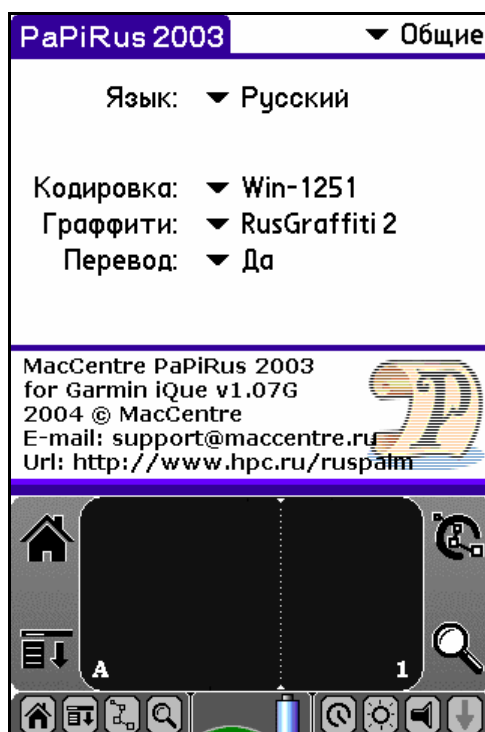 PaPiRus 2003
Общие
Язык: Русский
Кодировка: Win-1251
Граффити: RusGraffiti 2
Перевод: Да
MacCentre PaPiRus 2003
for Garmin iQue v1.07G
2004 © MacCentre
E-mail: support@maccentre.ru
Url: http://www.hpc.ru/ruspalm
P
A 1